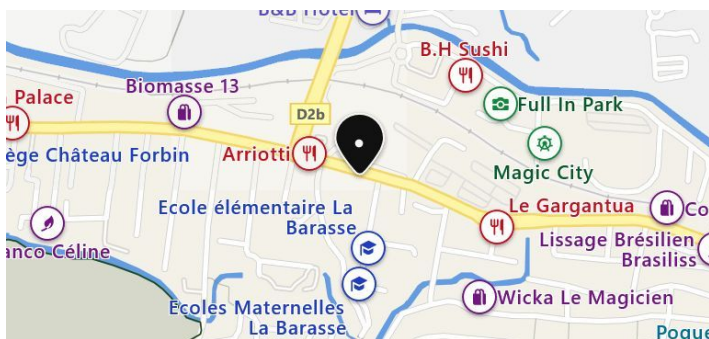 B&B Hôtel
B.H Sushi
Biomasse 13
Palace
Full In Park
D2b
Arriotti
ège Château Forbin
Magic City
Ecole élémentaire La
Barasse
Le Gargantua
Co
Lissage Brésilien
Brasiliss
anco Céline
Ecoles Maternelles
La Barasse
Wicka Le Magicien
Poque